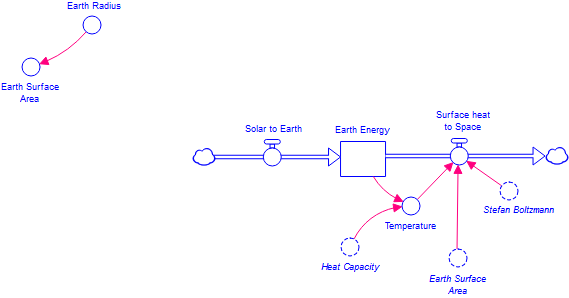 Earth Radius
Earth Surface
Area
Surface heat
to Space
Solar to Earth
Earth Energy
Stefan Boltzmann
Temperature
Heat Capacity
Earth Surface
Area